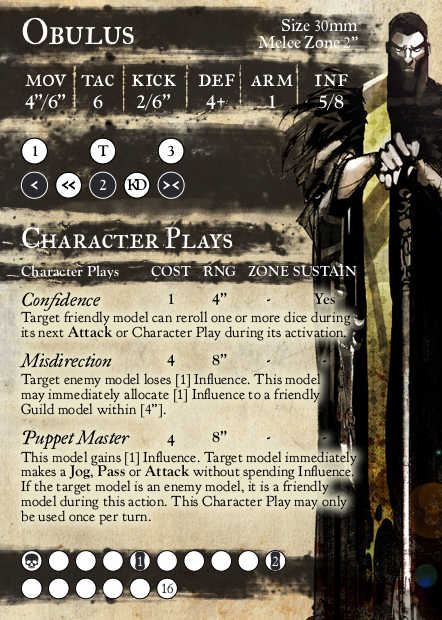 Obulus
Size 30mm
Melee Zone 2"
MOV TAC KICK DEF ARM INF
4"/6" 6 2/6" 4+ 1 5/8
1 T 3
< << 2 KD ><
Character Plays
Character Plays COST RNG ZONE SUSTAIN
Confidence 1 4" - Yes
Target friendly model can reroll one or more dice during
its next Attack or Character Play during its activation.
Misdirection 4 8" - -
Target enemy model loses [1] Influence. This model
may immediately allocate [1] Influence to a friendly
Guild model within [4"].
Puppet Master 4 8" - -
This model gains [1] Influence. Target model immediately
makes a Jog, Pass or Attack without spending Influence.
If the target model is an enemy model, it is a friendly
model during this action. This Character Play may only
be used once per turn.
1 2
16